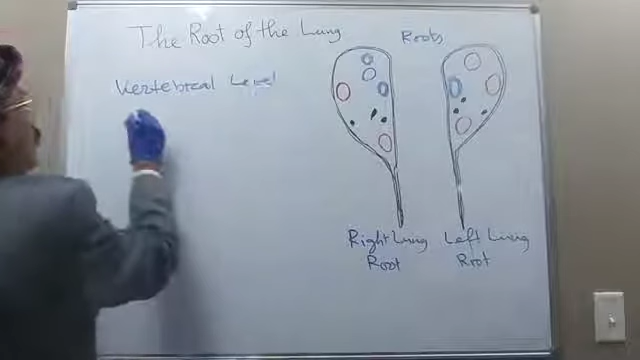 The Root of the Lung
Roots
Vertebral Level
Right Lung
Root
Left Lung
Root